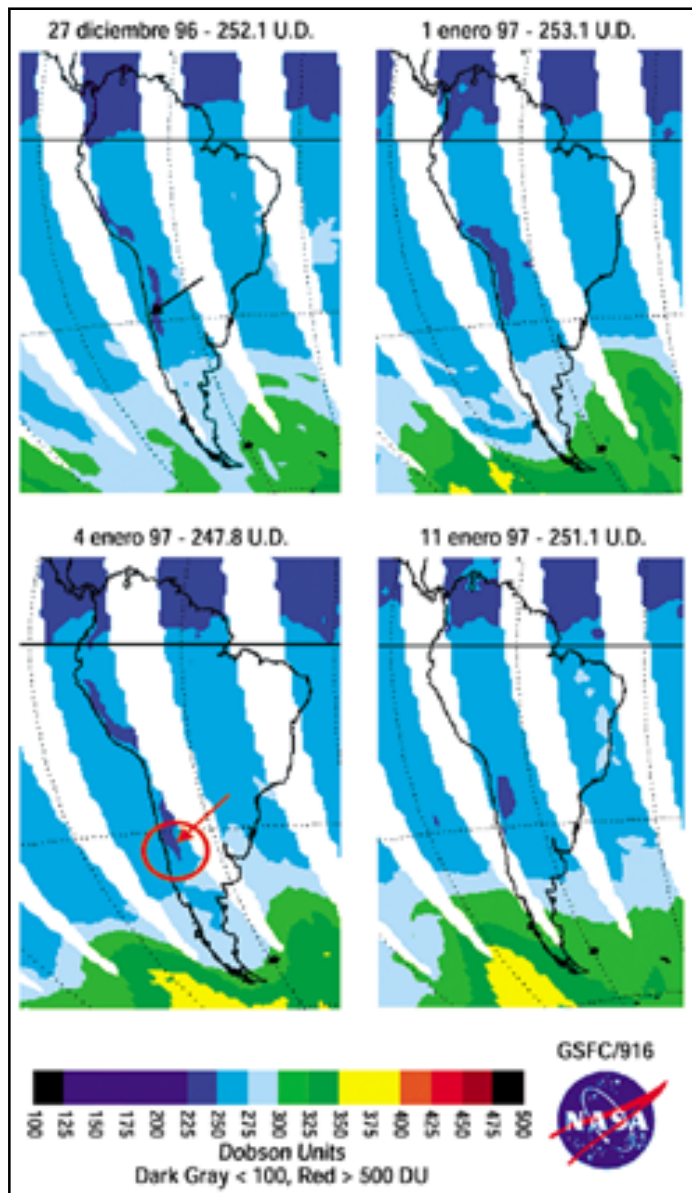 27 diciembre 96 - 252.1 U.D.
1 enero 97 - 253.1 U.D.
4 enero 97 - 247.8 U.D.
11 enero 97 - 251.1 U.D.
GSFC/916
100 125 150 175 200 225 250 275 300 325 350 375 400 425 450 475 500
Dobson Units
Dark Gray < 100, Red > 500 DU
NASA